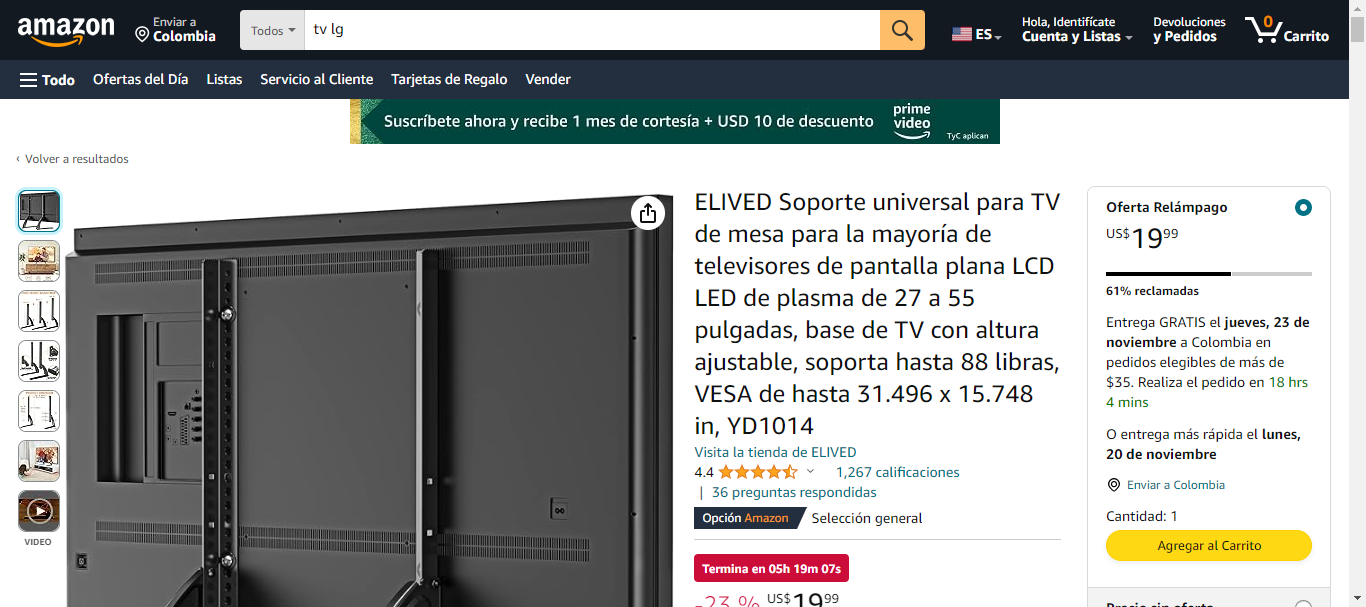 amazon
Enviar a
Colombia
Todos
tv lg
ES
Hola, Identifícate
Cuenta y Listas
Devoluciones
y Pedidos
0
Carrito
Todo
Ofertas del Día
Listas
Servicio al Cliente
Tarjetas de Regalo
Vender
Suscríbete ahora y recibe 1 mes de cortesía + USD 10 de descuento
prime
video
TyC aplican
‹ Volver a resultados
VIDEO
ELIVED Soporte universal para TV
de mesa para la mayoría de
televisores de pantalla plana LCD
LED de plasma de 27 a 55
pulgadas, base de TV con altura
ajustable, soporta hasta 88 libras,
VESA de hasta 31.496 x 15.748
in, YD1014
Visita la tienda de ELIVED
4.4
1,267 calificaciones
| 36 preguntas respondidas
Opción Amazon
Selección general
Termina en 05h 19m 07s
-23 % US$19 99
Oferta Relámpago
US$19 99
61% reclamadas
Entrega GRATIS el jueves, 23 de
noviembre a Colombia en
pedidos elegibles de más de
$35. Realiza el pedido en 18 hrs
4 mins
O entrega más rápida el lunes,
20 de noviembre
Enviar a Colombia
Cantidad: 1
Agregar al Carrito
Precio sin oferta